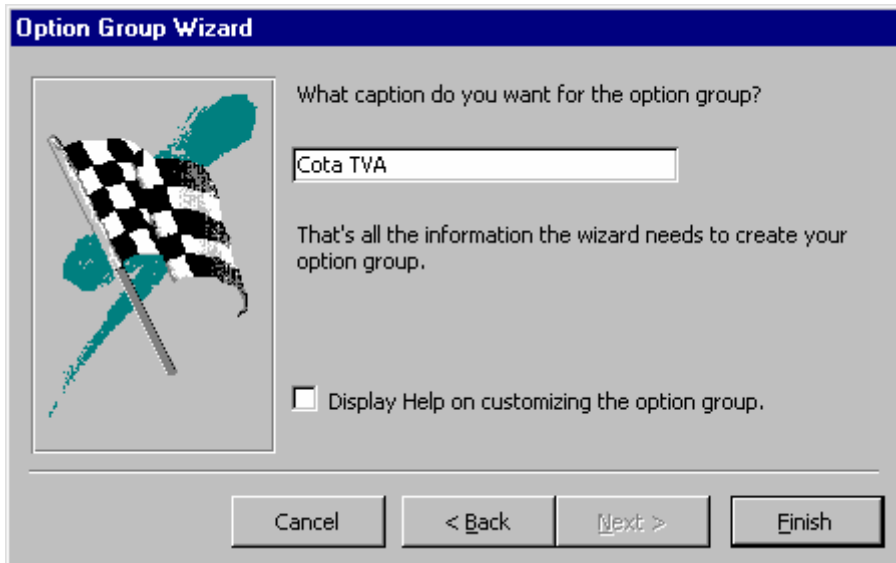 Option Group Wizard
What caption do you want for the option group?
Cota TVA
That's all the information the wizard needs to create your
option group.
Display Help on customizing the option group.
Cancel
< Back
Next >
Finish